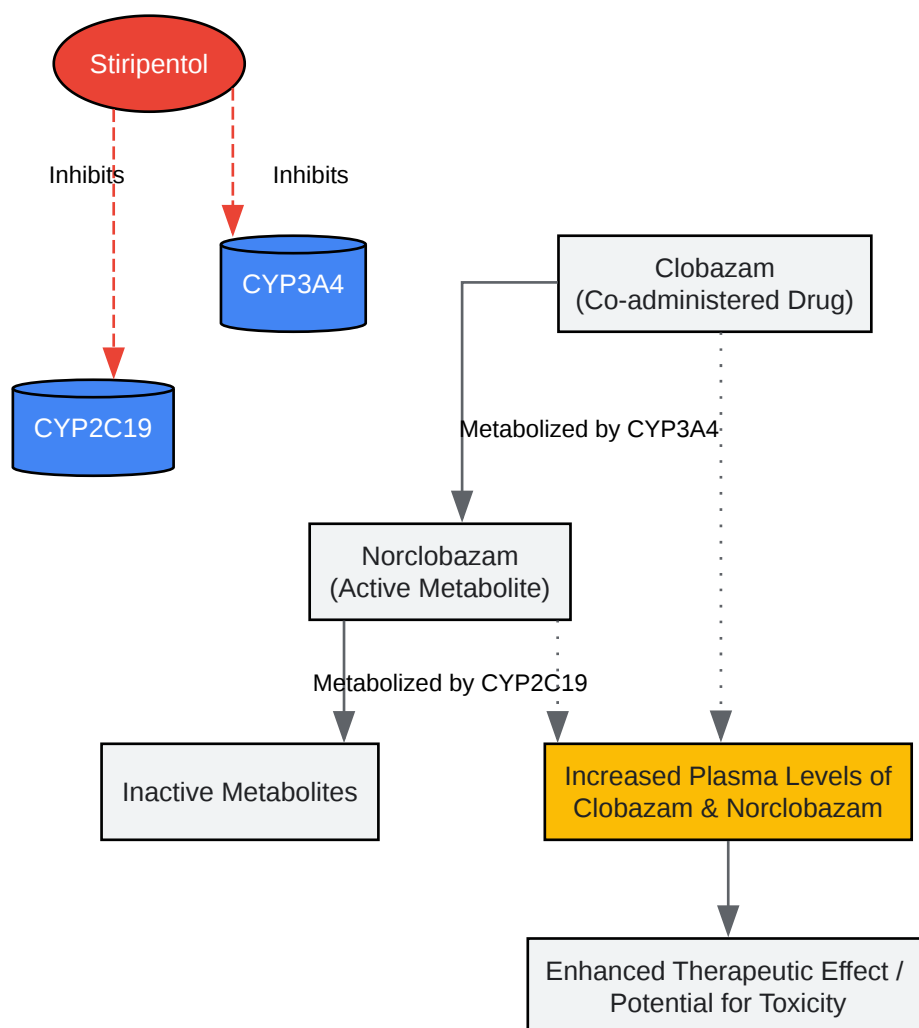 Stiripentol
Inhibits
Inhibits
CYP3A4
Clobazam
(Co-administered Drug)
CYP2C19
Metabolized by CYP3A4
Norclobazam
(Active Metabolite)
Metabolized by CYP2C19
Inactive Metabolites
Increased Plasma Levels of
Clobazam & Norclobazam
Enhanced Therapeutic Effect /
Potential for Toxicity